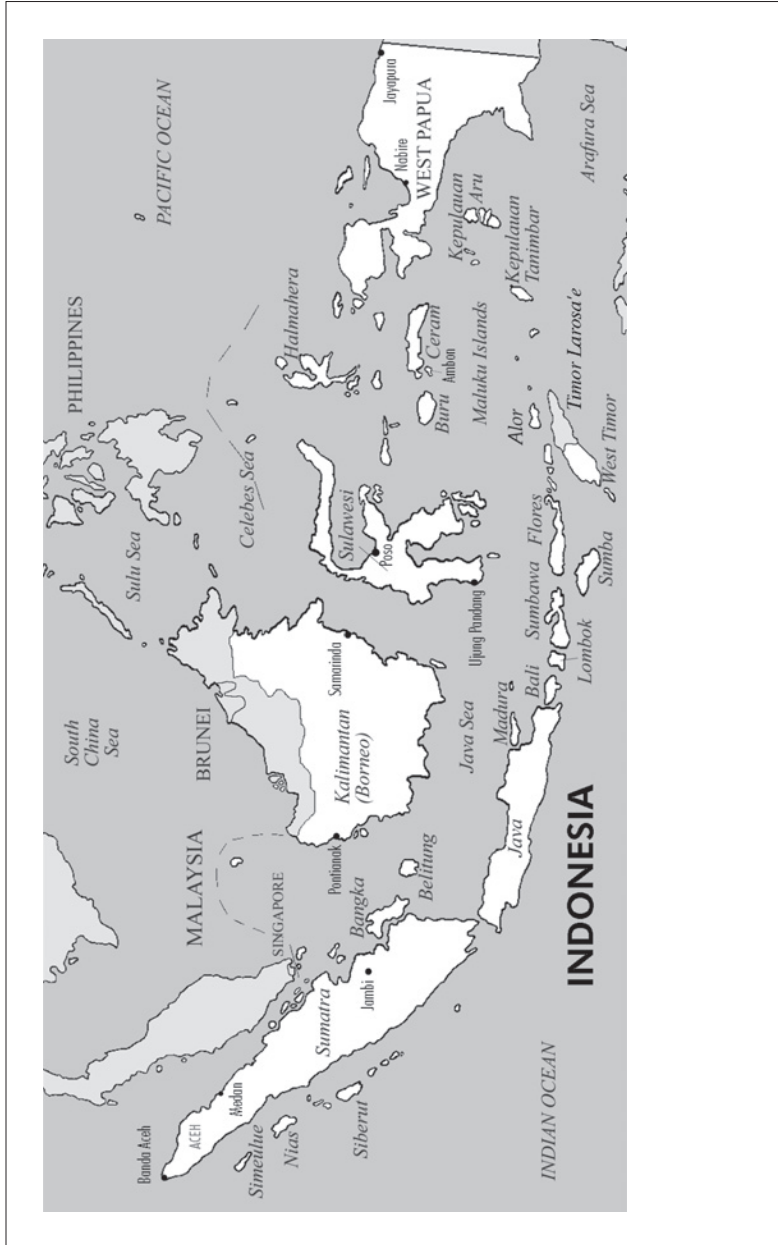 PACIFIC OCEAN
PHILIPPINES
South
China
Sea
Sulu Sea
Celebes Sea
BRUNEI
MALAYSIA
SINGAPORE
Banda Aceh
ACEH
Medan
Simeulue
Nias
Siberut
Sumatra
Jambi
Bangka
Belitung
Pontianak
Kalimantan
(Borneo)
Samarinda
Sulawesi
Poso
Ujung Pandang
Halmahera
Buru
Ceram
Ambon
Maluku Islands
Jayapura
Nabire
WEST PAPUA
Kepulauan
Aru
Kepulauan
Tanimbar
Arafura Sea
Java Sea
Madura
Java
Bali
Lombok
Sumbawa
Flores
Sumba
Alor
West Timor
Timor Larosa'e
INDIAN OCEAN
INDONESIA